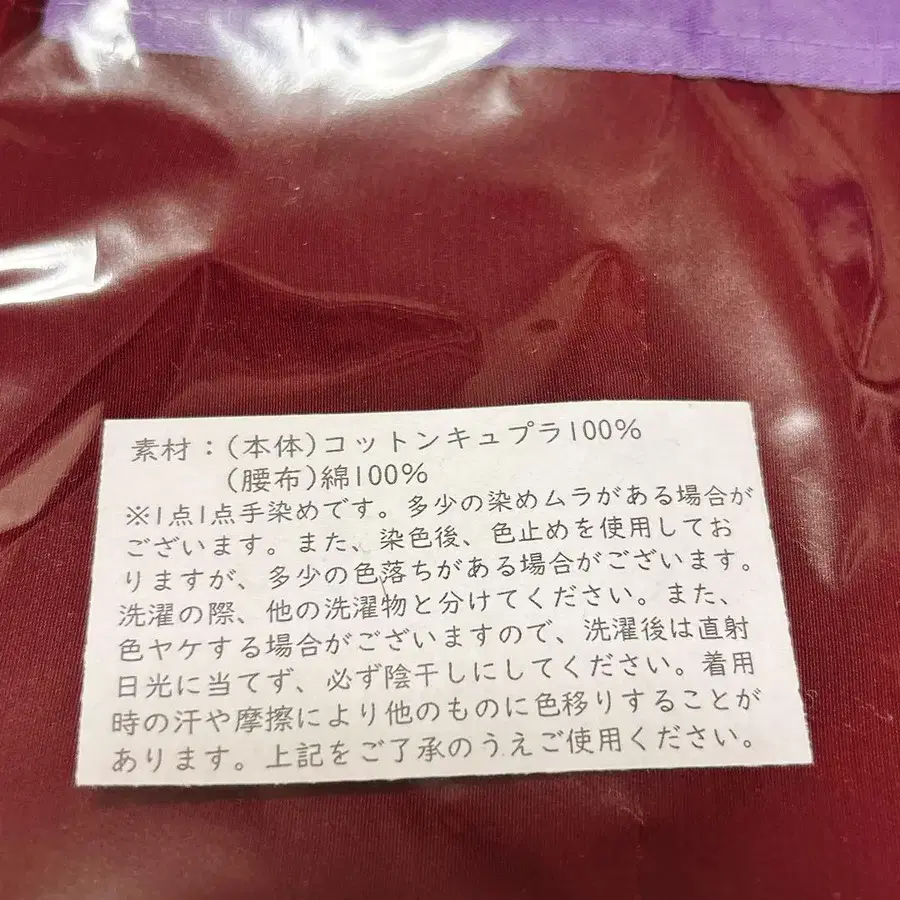 素材：(本体)コットンキュプラ100%
(腰布)綿100%
※1点1点手染めです。多少の染めムラがある場合が
ございます。また、染色後、色止めを使用してお
りますが、多少の色落ちがある場合がございます。
洗濯の際、他の洗濯物と分けてください。また、
色ヤケする場合がございますので、洗濯後は直射
日光に当てず、必ず陰干しにしてください。着用
時の汗や摩擦により他のものに色移りすることが
あります。上記をご了承のうえご使用ください。